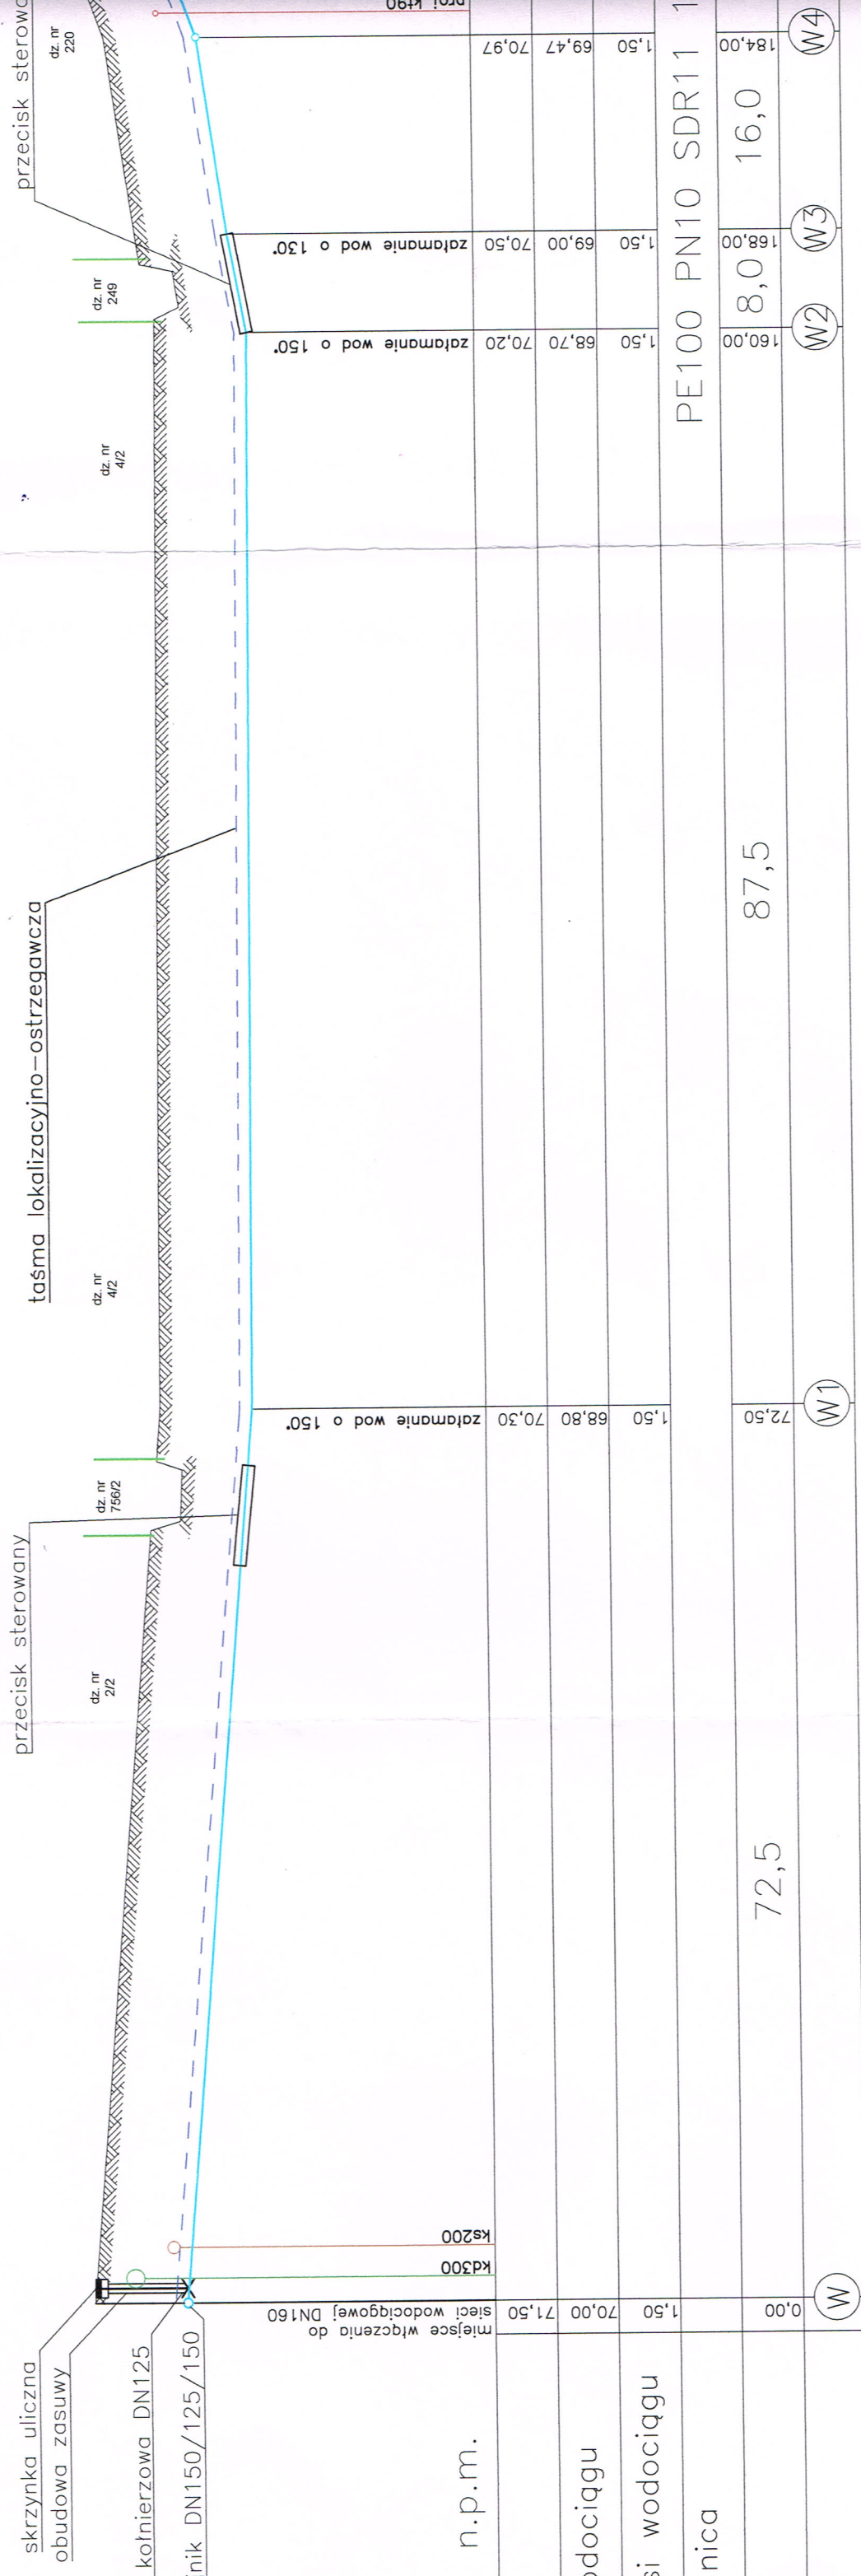 skrzynka uliczna
obudowa zasuwy
kołnierzowa DN125
DN150/125/150
przecisk sterowany
taśma lokalizacyjno-ostrzegawcza
przecisk
dz. nr
2/2
dz. nr
756/2
dz. nr
4/2
dz. nr
4/2
dz. nr
249
dz. nr
220
miejsce włączenia do
sieci wodociągowej DN160
kd300
ks200
załamanie wod o 150°
załamanie wod o 150°
załamanie wod o 130°
proj kt90
n.p.m.
71,50
70,30
70,20
70,50
70,97
70,00
68,80
68,70
69,00
69,47
wodociągu
1,50
1,50
1,50
1,50
1,50
PE100 PN10 SDR11
72,5
87,5
8,0
16,0
0,00
72,50
160,00
168,00
184,00
W
W1
W2
W3
W4